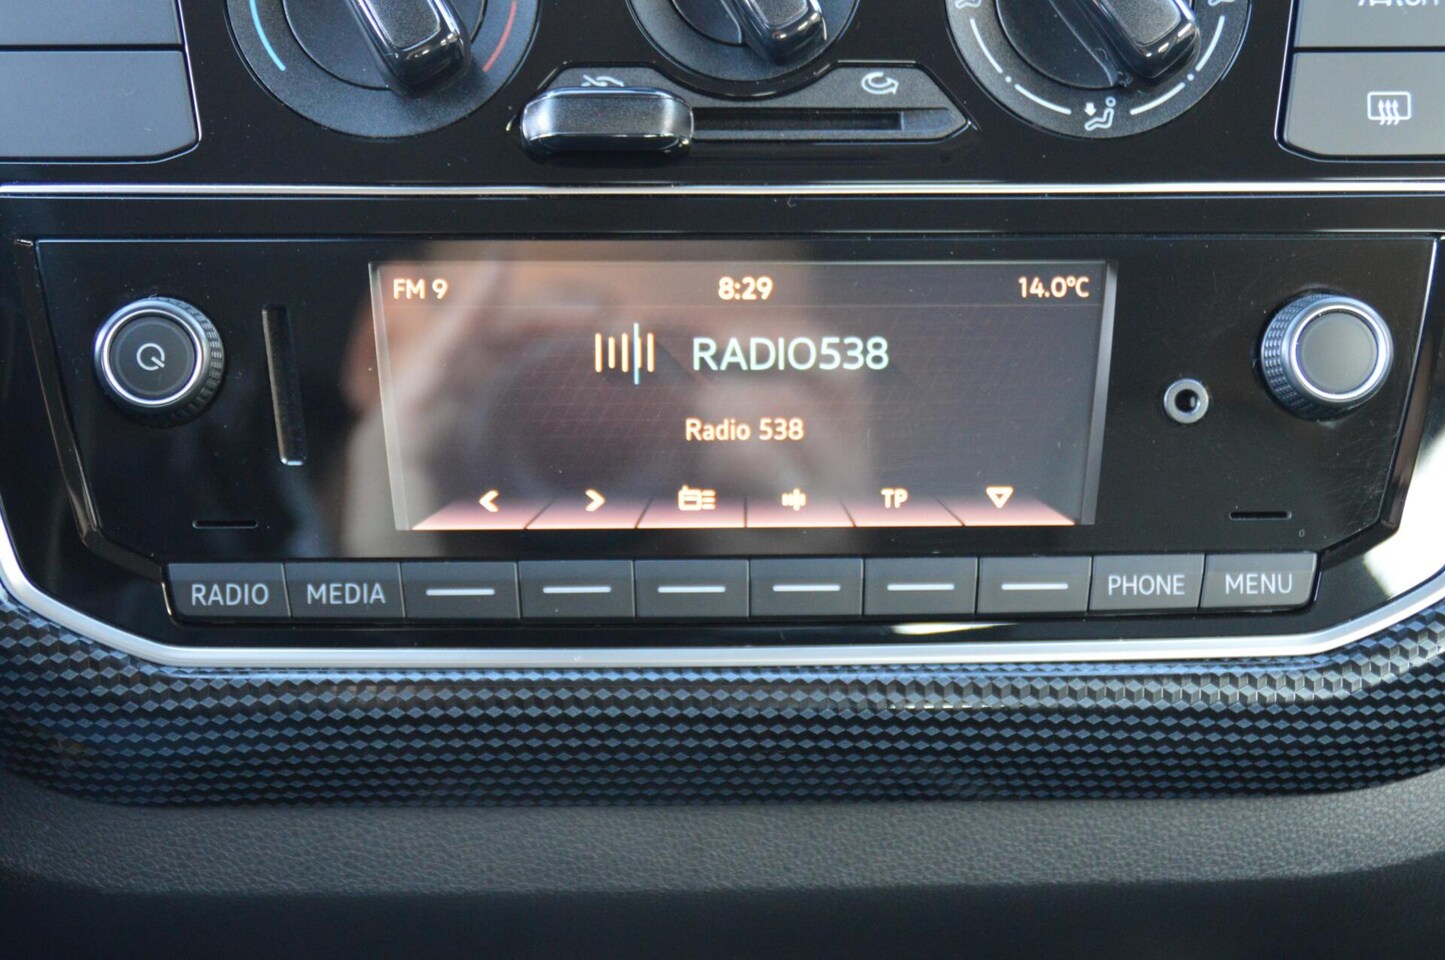 FM 9 8:29 14.0°C
RADIO538
Radio 538
TP
RADIO MEDIA PHONE MENU